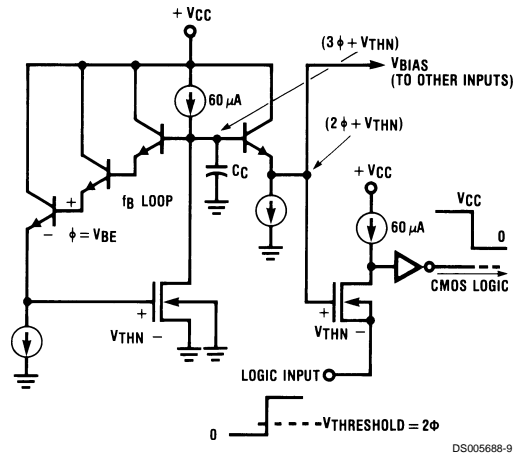 + VCC
(3ϕ + VTHN)
VBIAS
(TO OTHER INPUTS)
60 µA
(2ϕ + VTHN)
CC
+ VCC
fB LOOP
+
-
ϕ = VBE
60 µA
VCC
0
CMOS LOGIC
+
VTHN -
+
VTHN -
LOGIC INPUT
0
VTHRESHOLD = 2Φ
DS005688-9